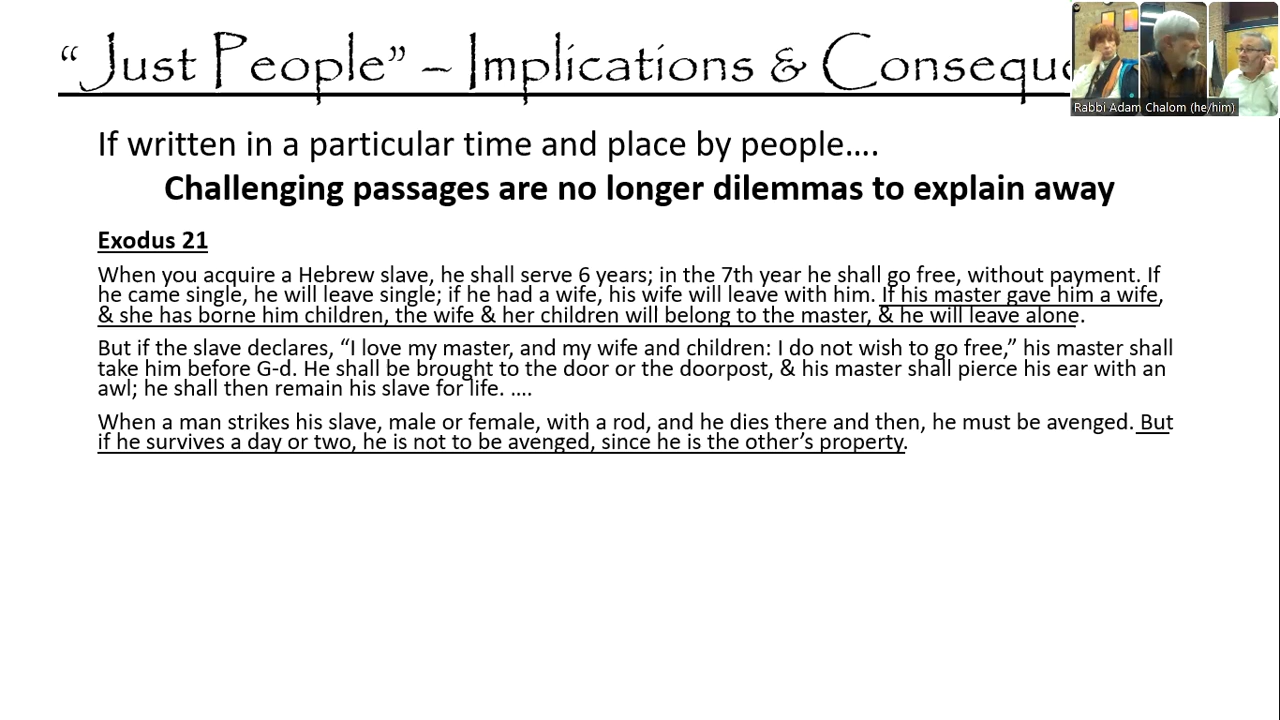 “Just People” – Implications & Conseque
Rabbi Adam Chalom (he/him)
If written in a particular time and place by people….
Challenging passages are no longer dilemmas to explain away
Exodus 21
When you acquire a Hebrew slave, he shall serve 6 years; in the 7th year he shall go free, without payment. If
he came single, he will leave single; if he had a wife, his wife will leave with him. If his master gave him a wife,
& she has borne him children, the wife & her children will belong to the master, & he will leave alone.
But if the slave declares, “I love my master, and my wife and children: I do not wish to go free,” his master shall
take him before G-d. He shall be brought to the door or the doorpost, & his master shall pierce his ear with an
awl; he shall then remain his slave for life. ….
When a man strikes his slave, male or female, with a rod, and he dies there and then, he must be avenged. But
if he survives a day or two, he is not to be avenged, since he is the other’s property.